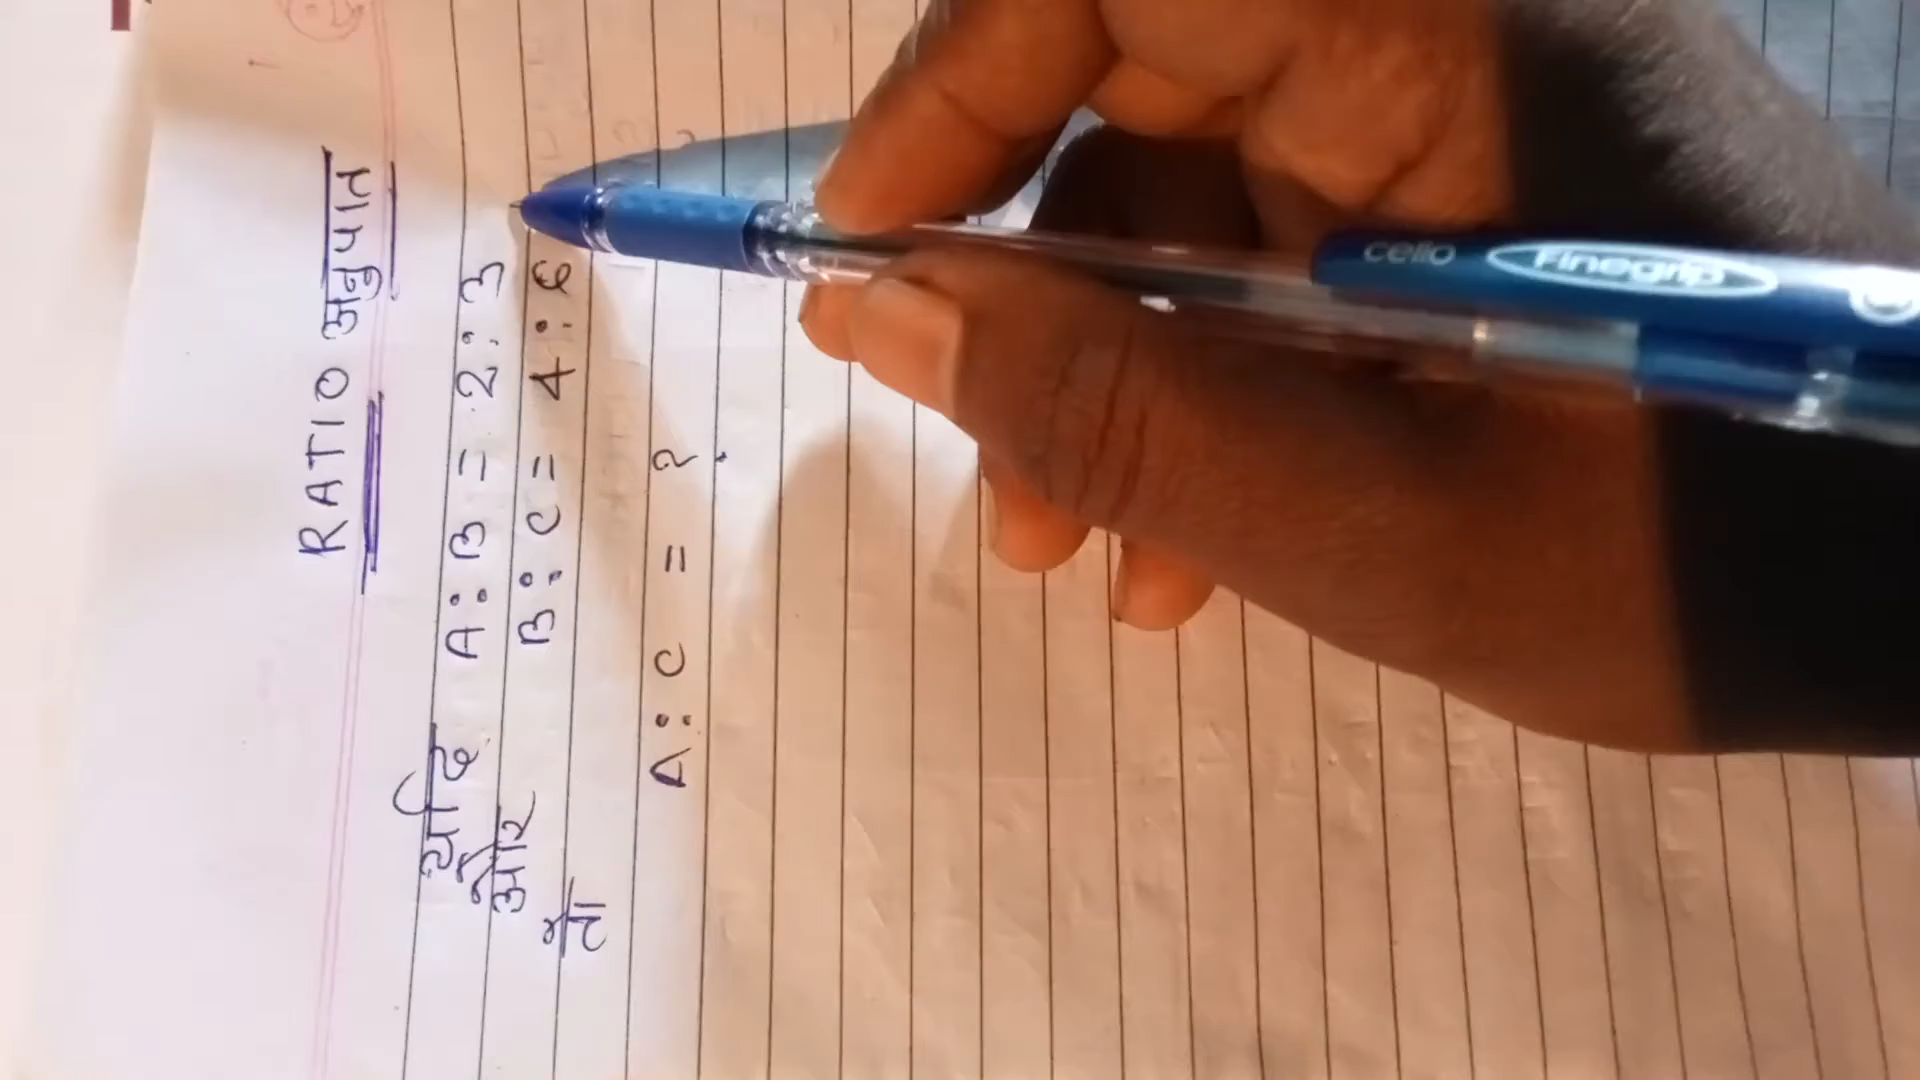 RATIO अनुपात
यदि A:B = 2:3
और B:C = 4:6
तो
A:C = ?
cello Finegrip